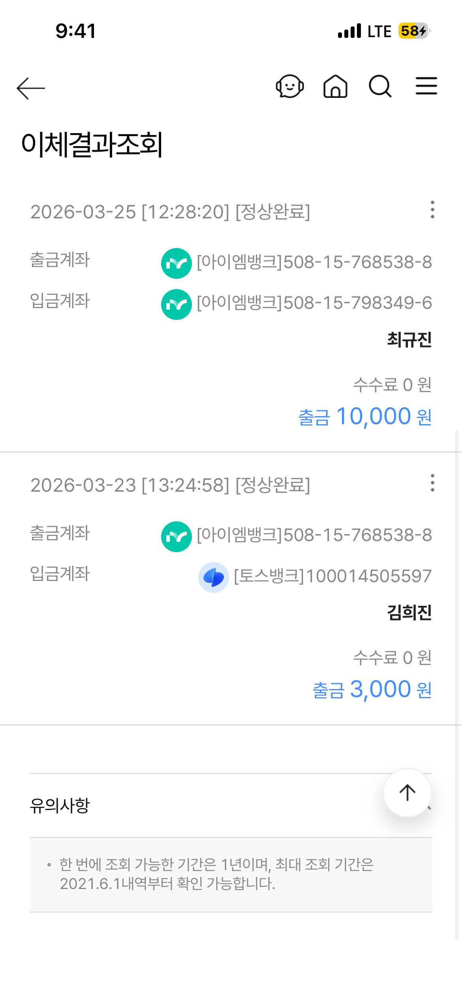 9:41 LTE 58
이체결과조회
2026-03-25 [12:28:20] [정상완료]
출금계좌 [아이엠뱅크]508-15-768538-8
입금계좌 [아이엠뱅크]508-15-798349-6
최규진
수수료 0 원
출금 10,000 원
2026-03-23 [13:24:58] [정상완료]
출금계좌 [아이엠뱅크]508-15-768538-8
입금계좌 [토스뱅크]100014505597
김희진
수수료 0 원
출금 3,000 원
유의사항
• 한 번에 조회 가능한 기간은 1년이며, 최대 조회 기간은
2021.6.1내역부터 확인 가능합니다.